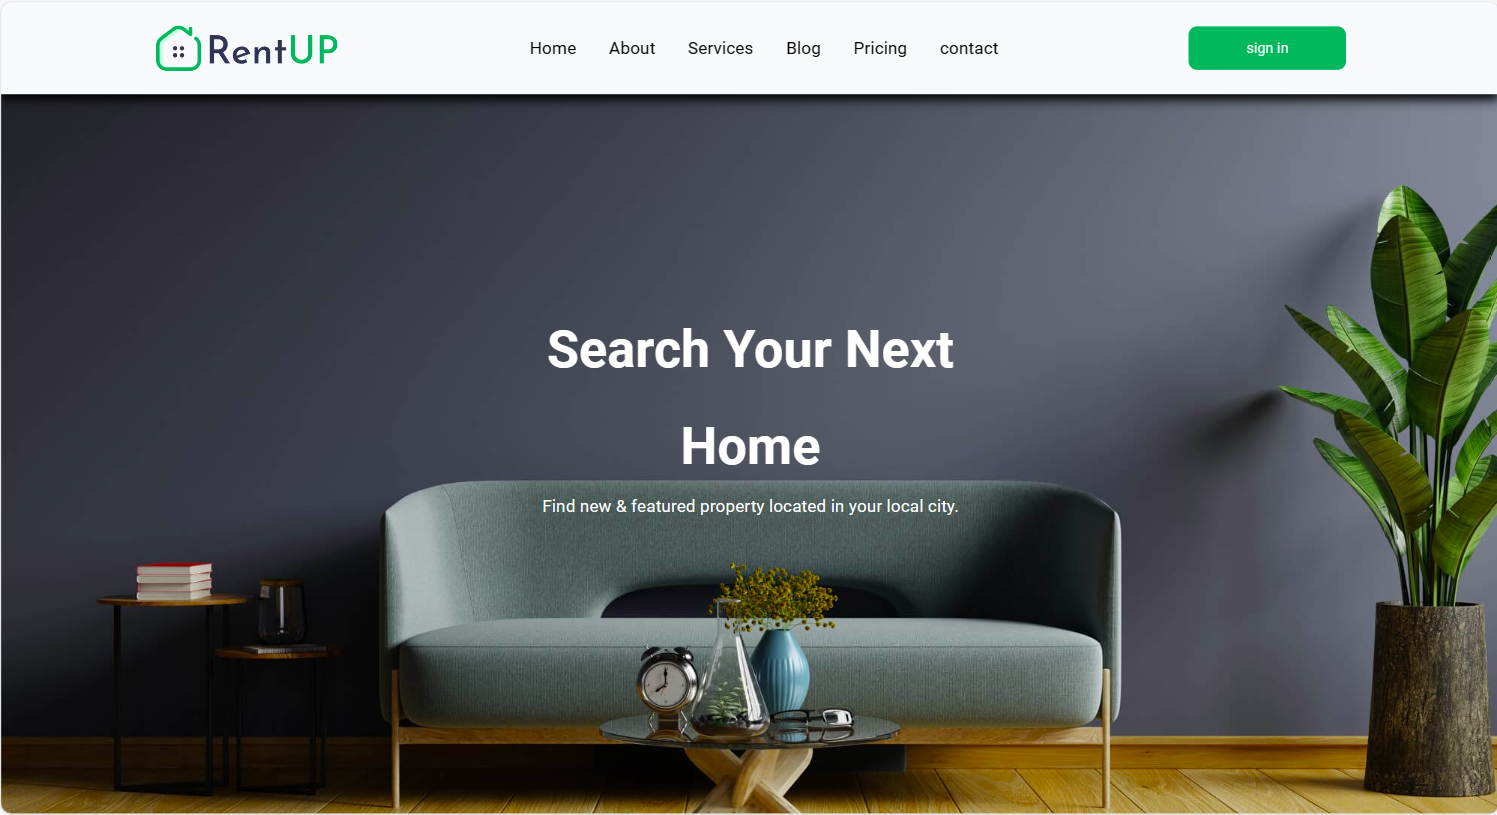 RentUP
Home About Services Blog Pricing contact
sign in
Search Your Next
Home
Find new & featured property located in your local city.